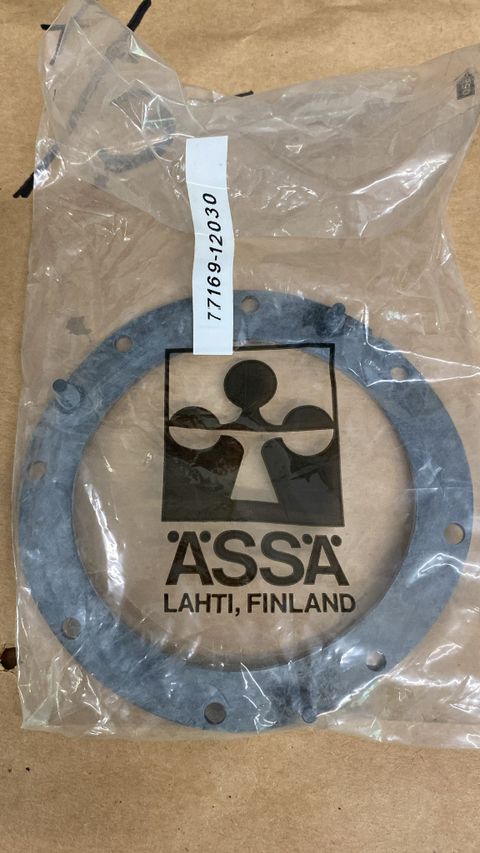 77169-12030
ÄSSÄ
LAHTI, FINLAND